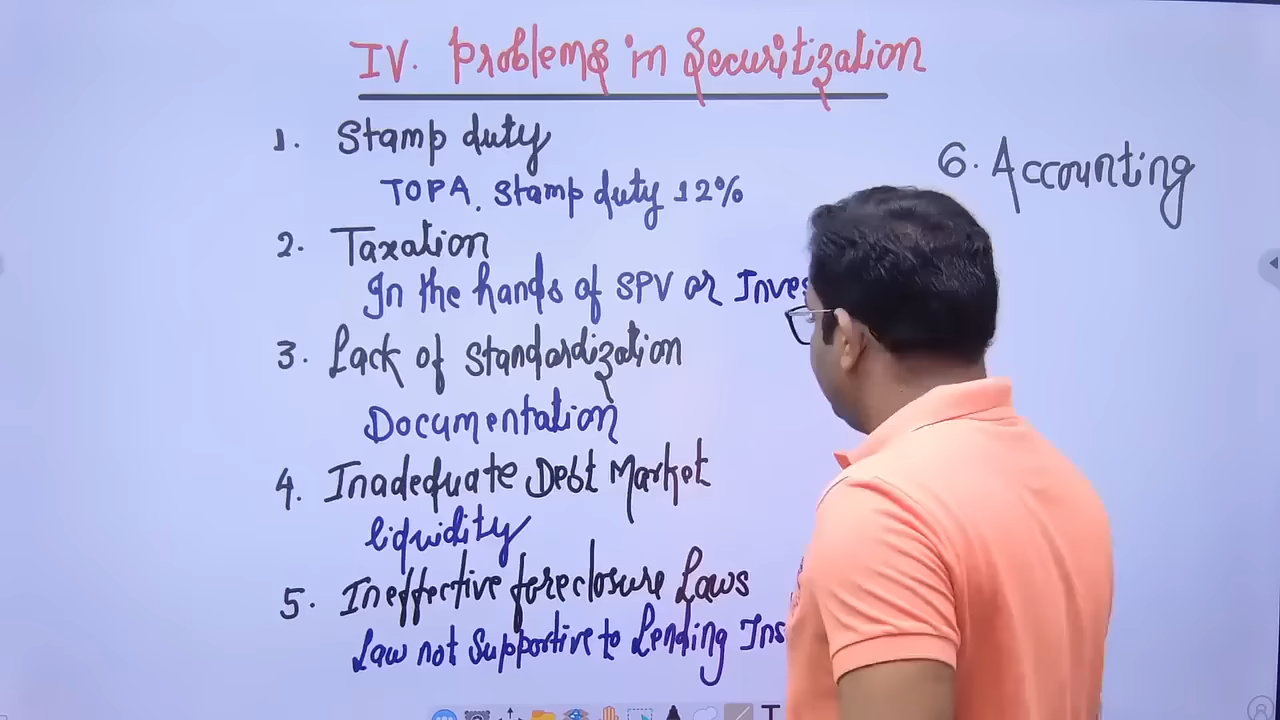 IV. Problems in Securitization
1. Stamp duty
TOPA. Stamp duty 12%
2. Taxation
In the hands of SPV or Inves
3. Lack of Standardization
Documentation
4. Inadequate Debt Market
liquidity
5. Ineffective foreclosure Laws
Law not Supportive to Lending Ins
6. Accounting
T